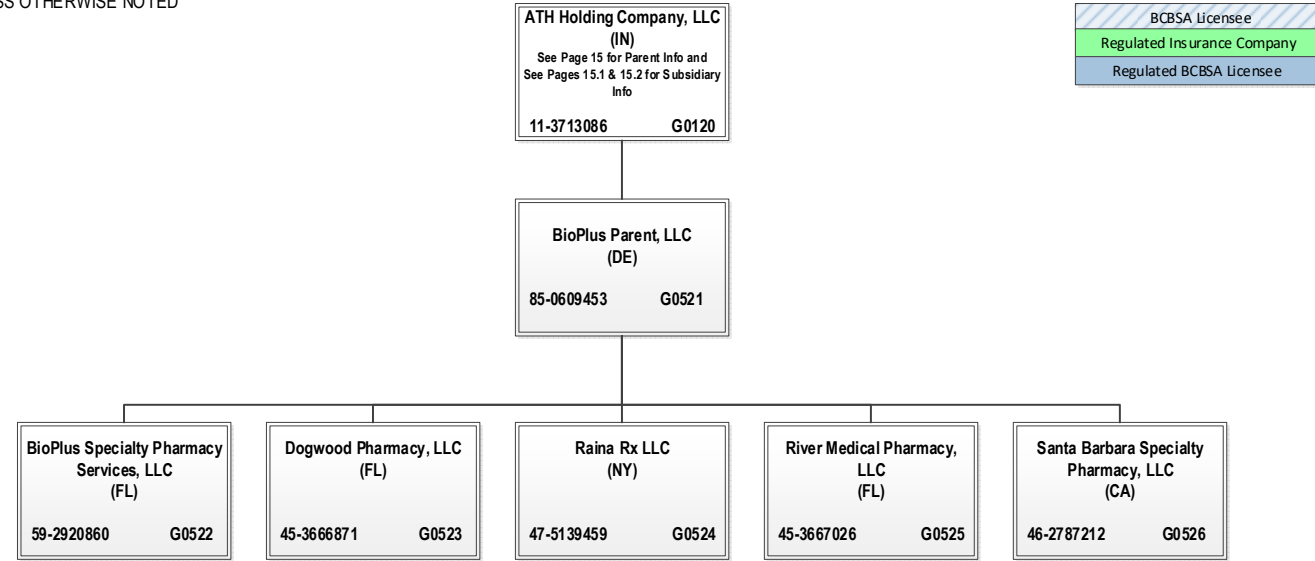 SS OTHERWISE NOTED
ATH Holding Company, LLC
(IN)
See Page 15 for Parent Info and
See Pages 15.1 & 15.2 for Subsidiary
Info
11-3713086 G0120
BCBSA Licensee
Regulated Insurance Company
Regulated BCBSA Licensee
BioPlus Parent, LLC
(DE)
85-0609453 G0521
BioPlus Specialty Pharmacy
Services, LLC
(FL)
59-2920860 G0522
Dogwood Pharmacy, LLC
(FL)
45-3666871 G0523
Raina Rx LLC
(NY)
47-5139459 G0524
River Medical Pharmacy,
LLC
(FL)
45-3667026 G0525
Santa Barbara Specialty
Pharmacy, LLC
(CA)
46-2787212 G0526